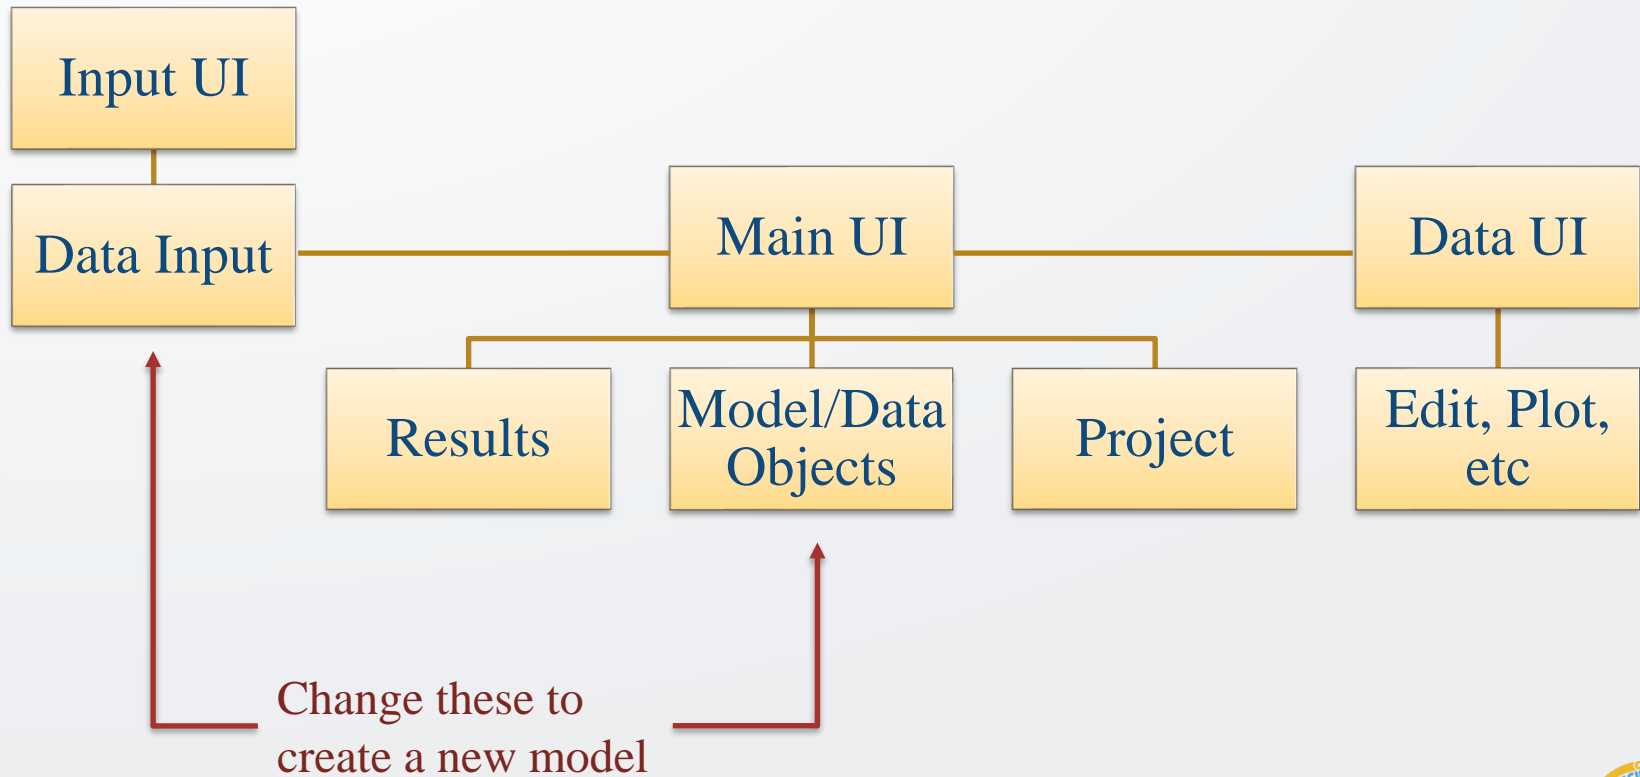 Input UI
Data Input
Main UI
Data UI
Results
Model/Data
Objects
Project
Edit, Plot,
etc
Change these to
create a new model